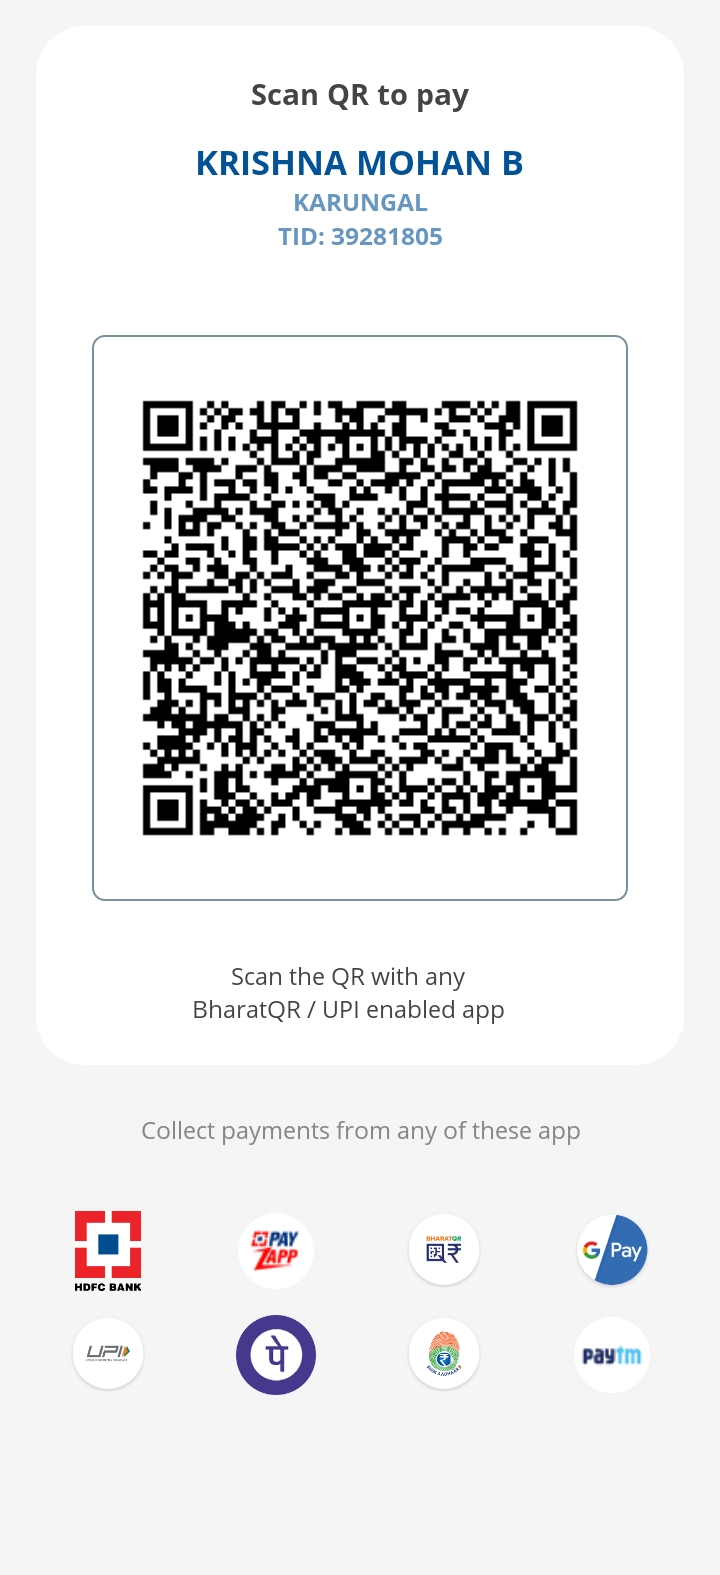 Scan QR to pay
KRISHNA MOHAN B
KARUNGAL
TID: 39281805
Scan the QR with any
BharatQR / UPI enabled app
Collect payments from any of these app
HDFC BANK
PAY
ZAPP
BHARATQR
G Pay
UPI
पे
BHIM AADHAAR
paytm